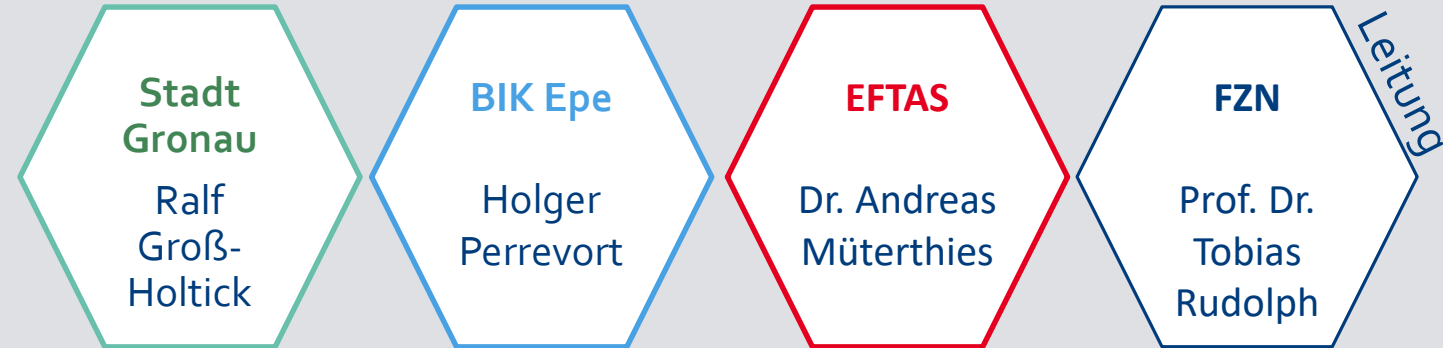 Stadt
Gronau
Ralf
Groß-
Holtick
BIK Epe
Holger
Perrevort
EFTAS
Dr. Andreas
Müterthies
FZN
Prof. Dr.
Tobias
Rudolph
Leitung